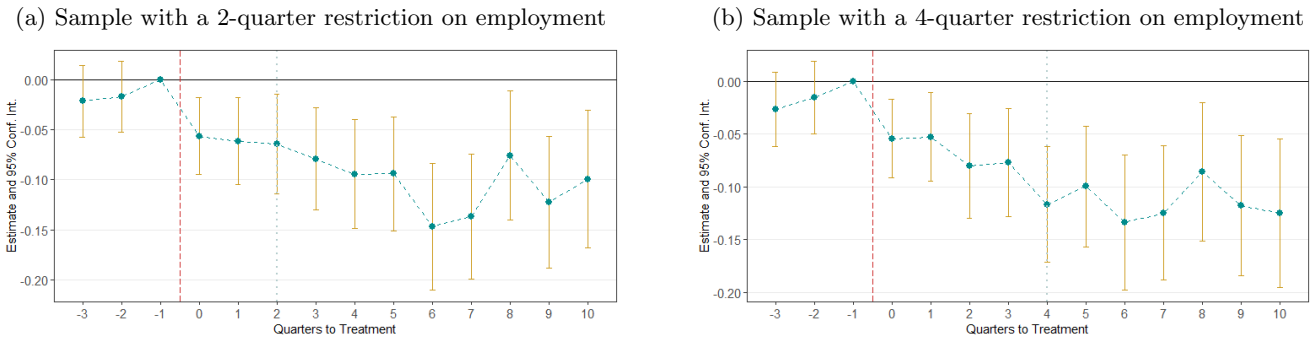 (a) Sample with a 2-quarter restriction on employment
0.00
-0.05
-0.10
-0.15
-0.20
Estimate and 95% Conf. Int.
-3 -2 -1 0 1 2 3 4 5 6 7 8 9 10
Quarters to Treatment
(b) Sample with a 4-quarter restriction on employment
0.00
-0.05
-0.10
-0.15
-0.20
Estimate and 95% Conf. Int.
-3 -2 -1 0 1 2 3 4 5 6 7 8 9 10
Quarters to Treatment